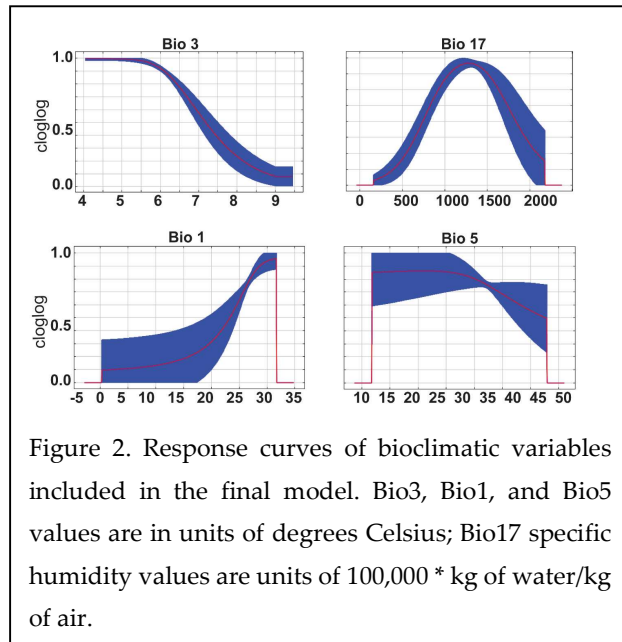 Bio 3
Bio 17
cloglog
1.0
0.5
0.0
4 5 6 7 8 9
0 500 1000 1500 2000
Bio 1
Bio 5
cloglog
1.0
0.5
0.0
-5 0 5 10 15 20 25 30 35
10 15 20 25 30 35 40 45 50
Figure 2. Response curves of bioclimatic variables
included in the final model. Bio3, Bio1, and Bio5
values are in units of degrees Celsius; Bio17 specific
humidity values are units of 100,000 * kg of water/kg
of air.